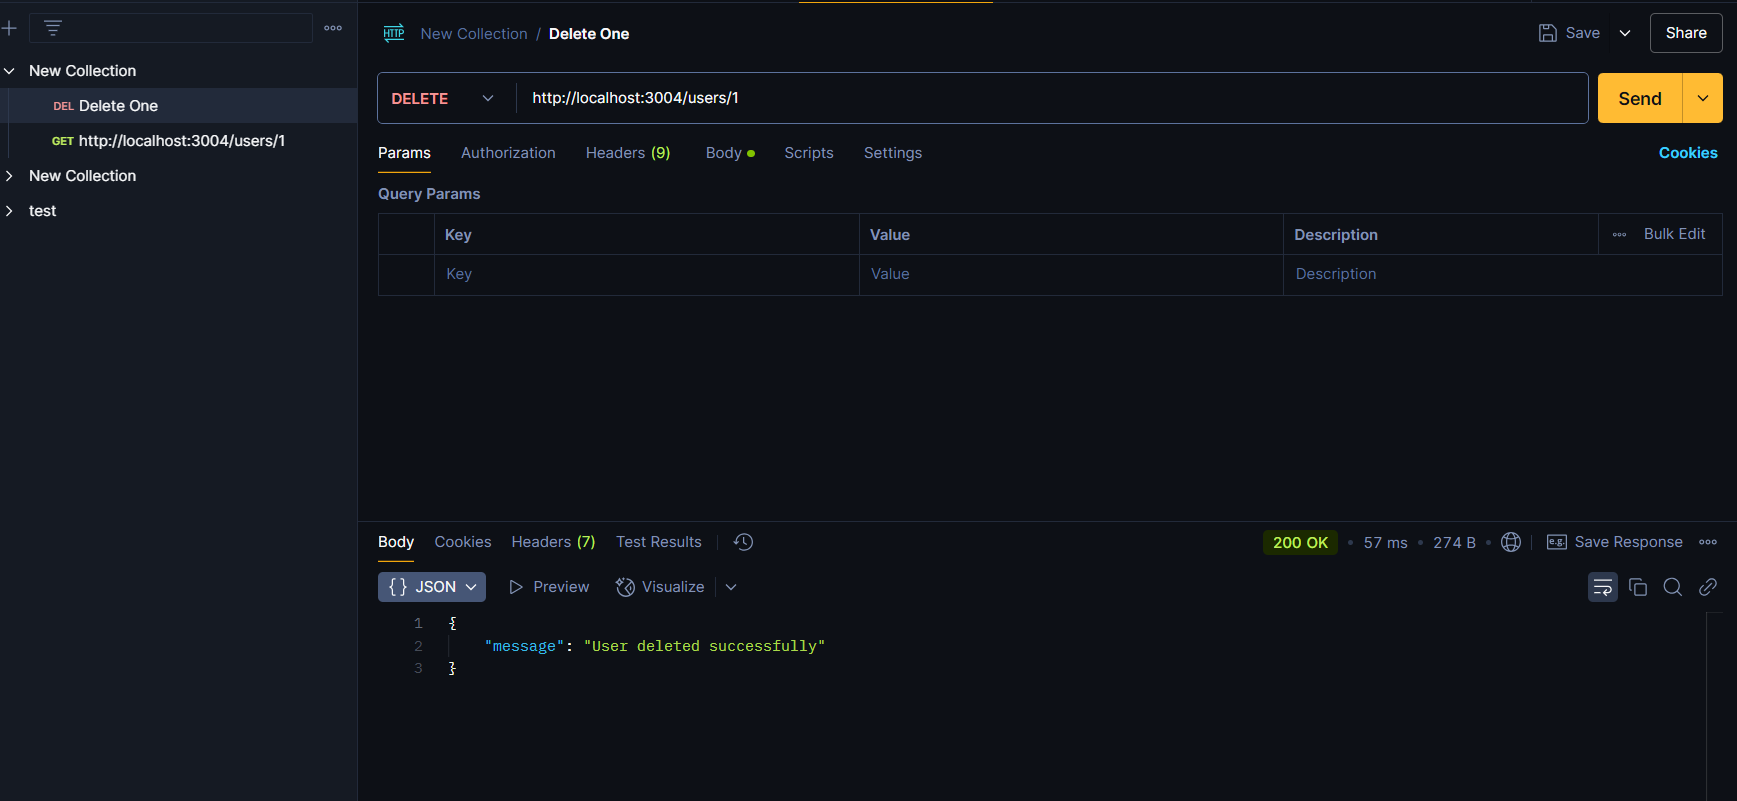 New Collection
DEL Delete One
GET http://localhost:3004/users/1
New Collection
test
HTTP New Collection / Delete One
Save
Share
DELETE
http://localhost:3004/users/1
Send
Params
Authorization
Headers (9)
Body
Scripts
Settings
Cookies
Query Params
Key
Value
Description
Bulk Edit
Key
Value
Description
Body
Cookies
Headers (7)
Test Results
200 OK
57 ms
274 B
e.g. Save Response
{} JSON
Preview
Visualize
1 {
2 "message": "User deleted successfully"
3 }